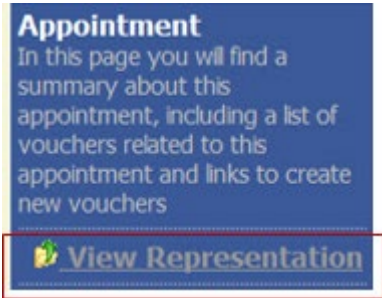 Appointment
In this page you will find a
summary about this
appointment, including a list of
vouchers related to this
appointment and links to create
new vouchers
View Representation